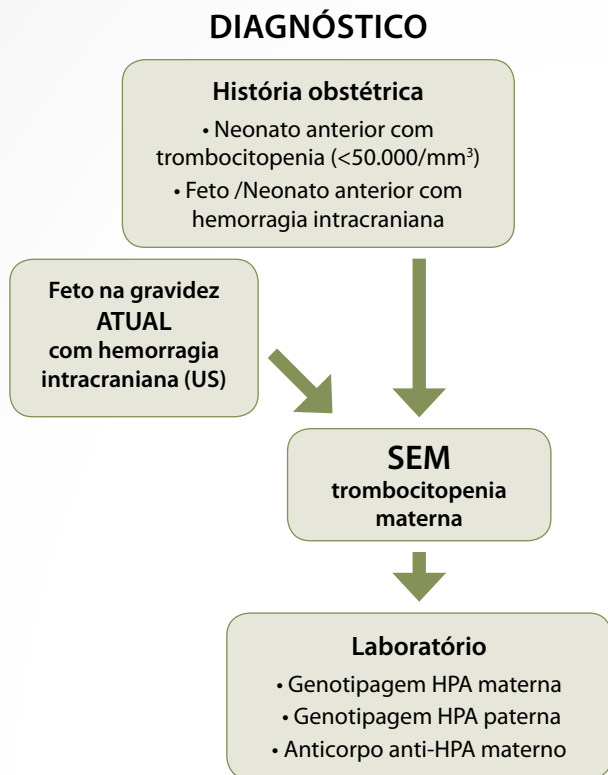 DIAGNÓSTICO
História obstétrica
• Neonato anterior com
trombocitopenia (<50.000/mm³)
• Feto /Neonato anterior com
hemorragia intracraniana
Feto na gravidez
ATUAL
com hemorragia
intracraniana (US)
SEM
trombocitopenia
materna
Laboratório
• Genotipagem HPA materna
• Genotipagem HPA paterna
• Anticorpo anti-HPA materno